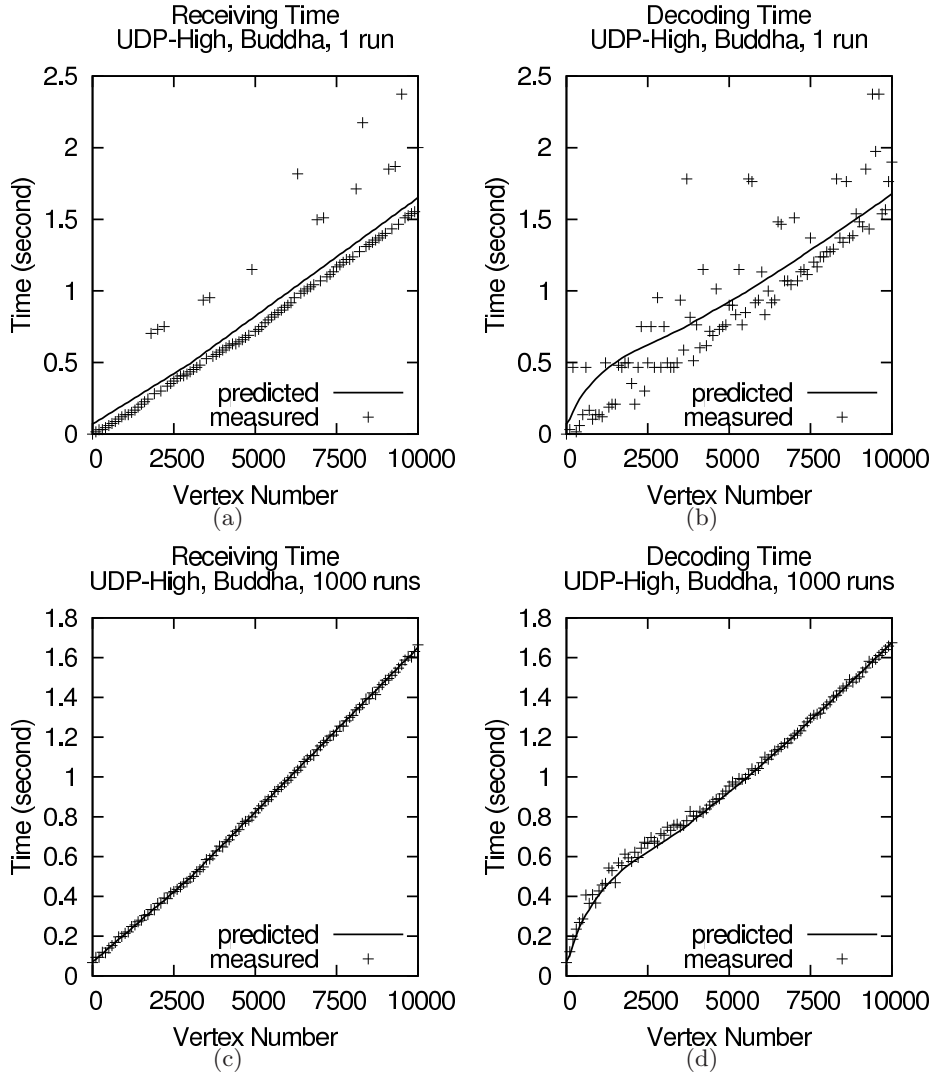 Receiving Time
UDP-High, Buddha, 1 run
2.5
2
1.5
1
0.5
0
Time (second)
predicted
measured
0 2500 5000 7500 10000
Vertex Number
(a)
Decoding Time
UDP-High, Buddha, 1 run
2.5
2
1.5
1
0.5
0
Time (second)
predicted
measured
0 2500 5000 7500 10000
Vertex Number
(b)
Receiving Time
UDP-High, Buddha, 1000 runs
1.8
1.6
1.4
1.2
1
0.8
0.6
0.4
0.2
0
Time (second)
predicted
measured
0 2500 5000 7500 10000
Vertex Number
(c)
Decoding Time
UDP-High, Buddha, 1000 runs
1.8
1.6
1.4
1.2
1
0.8
0.6
0.4
0.2
0
Time (second)
predicted
measured
0 2500 5000 7500 10000
Vertex Number
(d)